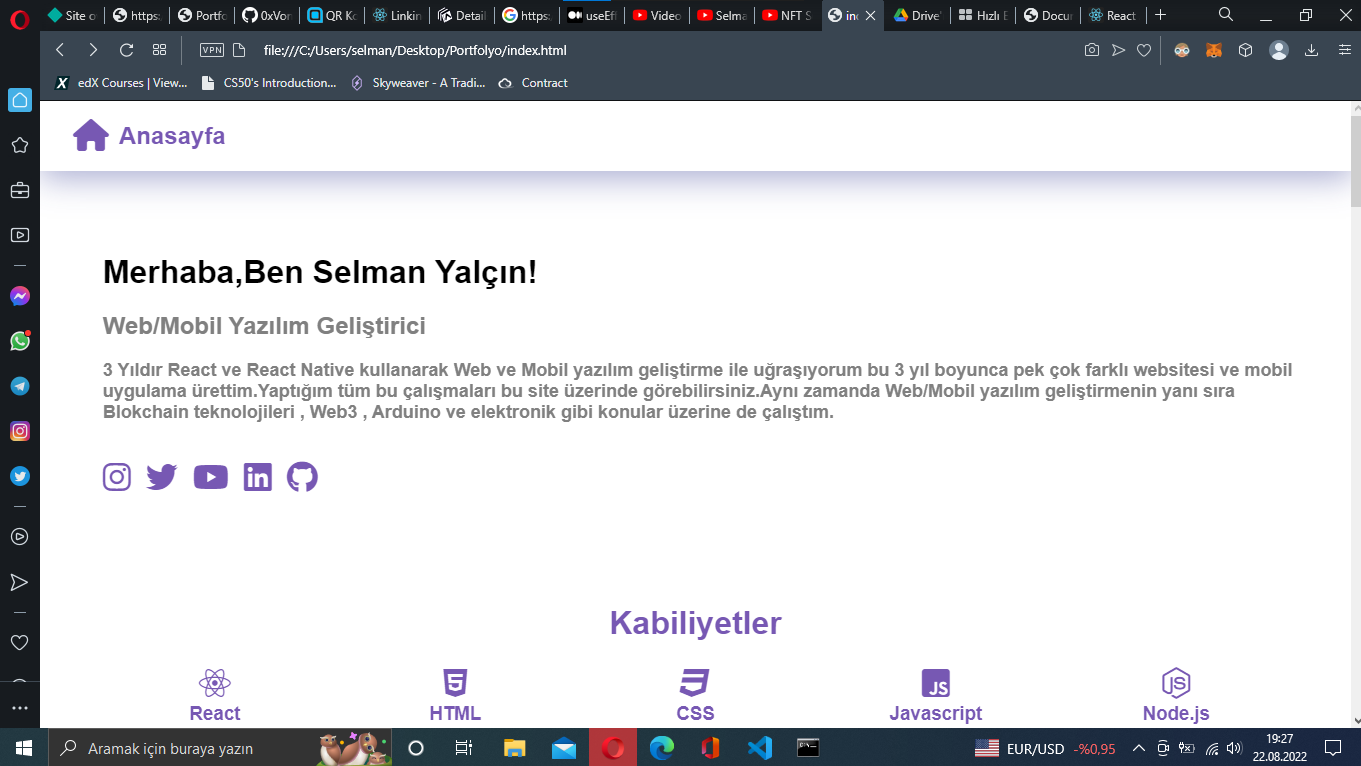 Site o
https:
Portfo
0xVor
QR Ko
Linkin
Detail
https:
useEff
Video
Selma
NFT S
inc
Drive'
Hızlı E
Docur
React
VPN
file:///C:/Users/selman/Desktop/Portfolyo/index.html
edX Courses | View...
CS50's Introduction...
Skyweaver - A Tradi...
Contract
Anasayfa
Merhaba,Ben Selman Yalçın!
Web/Mobil Yazılım Geliştirici
3 Yıldır React ve React Native kullanarak Web ve Mobil yazılım geliştirme ile uğraşıyorum bu 3 yıl boyunca pek çok farklı websitesi ve mobil
uygulama ürettim.Yaptığım tüm bu çalışmaları bu site üzerinde görebilirsiniz.Aynı zamanda Web/Mobil yazılım geliştirmenin yanı sıra
Blokchain teknolojileri , Web3 , Arduino ve elektronik gibi konular üzerine de çalıştım.
Kabiliyetler
React
HTML
CSS
JS
Javascript
Node.js
Aramak için buraya yazın
EUR/USD -%0,95
19:27
22.08.2022